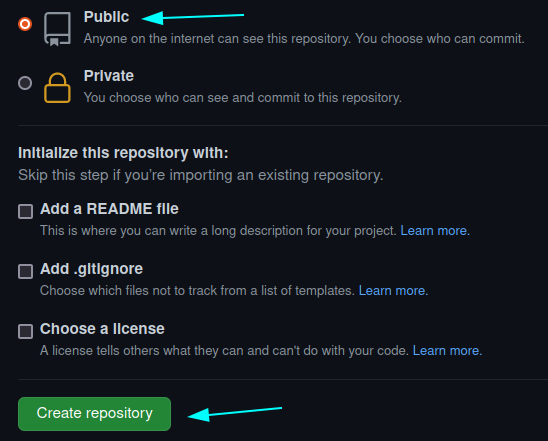 Public
Anyone on the internet can see this repository. You choose who can commit.
Private
You choose who can see and commit to this repository.
Initialize this repository with:
Skip this step if you're importing an existing repository.
Add a README file
This is where you can write a long description for your project. Learn more.
Add .gitignore
Choose which files not to track from a list of templates. Learn more.
Choose a license
A license tells others what they can and can't do with your code. Learn more.
Create repository